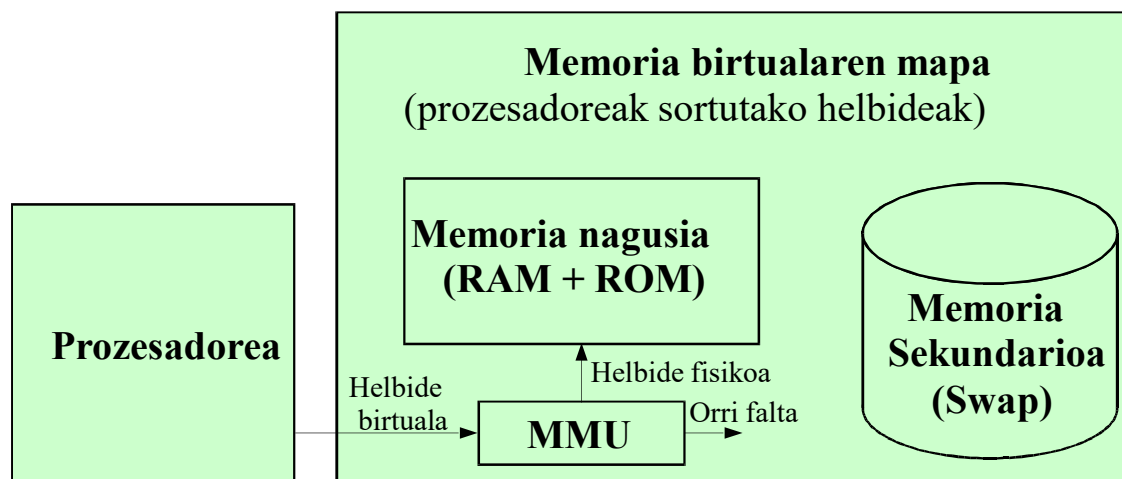 Memoria birtualaren mapa
(prozesadoreak sortutako helbideak)
Memoria nagusia
(RAM + ROM)
Prozesadorea
Memoria
Sekundarioa
(Swap)
Helbide fisikoa
Helbide
birtuala
MMU
Orri falta